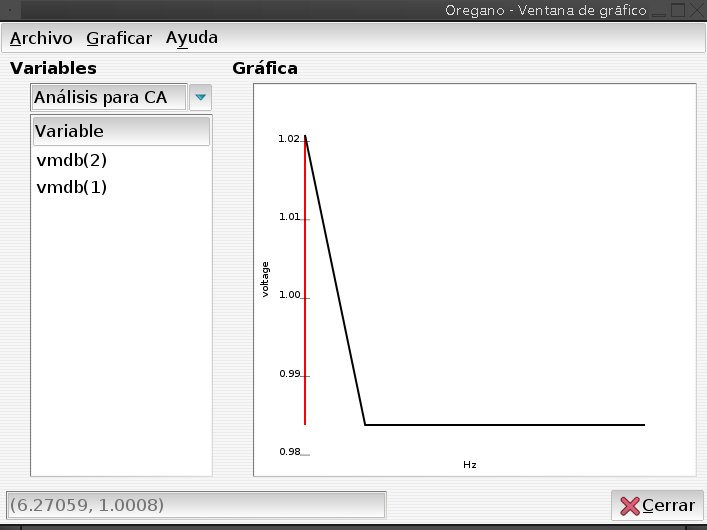 Oregano - Ventana de gráfico
Archivo Graficar Ayuda
Variables
Gráfica
Análisis para CA
Variable
vmdb(2)
vmdb(1)
1.02
1.01
1.00
0.99
0.98
voltage
Hz
(6.27059, 1.0008)
Cerrar